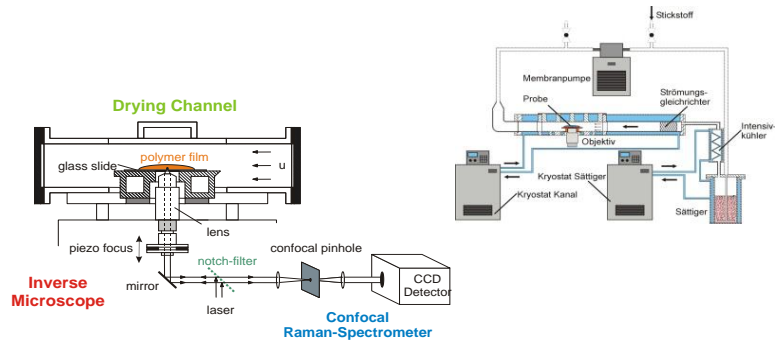 Drying Channel
polymer film
glass slide
u
lens
piezo focus
confocal pinhole
notch-filter
mirror
Inverse
Microscope
laser
CCD
Detector
Confocal
Raman-Spectrometer
Stickstoff
Membranpumpe
Probe
Strömungs-
gleichrichter
Objektiv
Intensiv-
kühler
Kryostat Sättiger
Kryostat Kanal
Sättiger